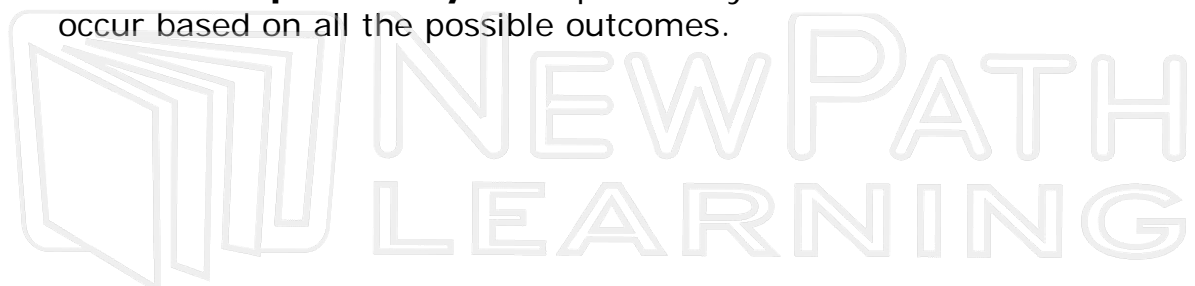 occur based on all the possible outcomes.
NEWPATH
LEARNING